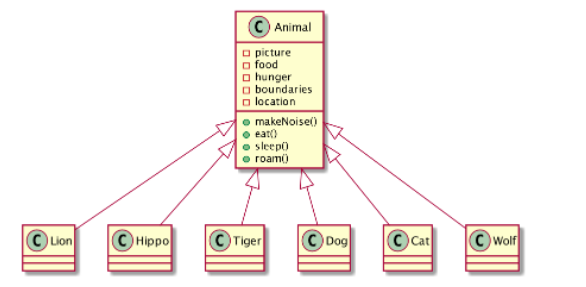 C Animal
picture
food
hunger
boundaries
location
makeNoise()
eat()
sleep()
roam()
C Lion
C Hippo
C Tiger
C Dog
C Cat
C Wolf